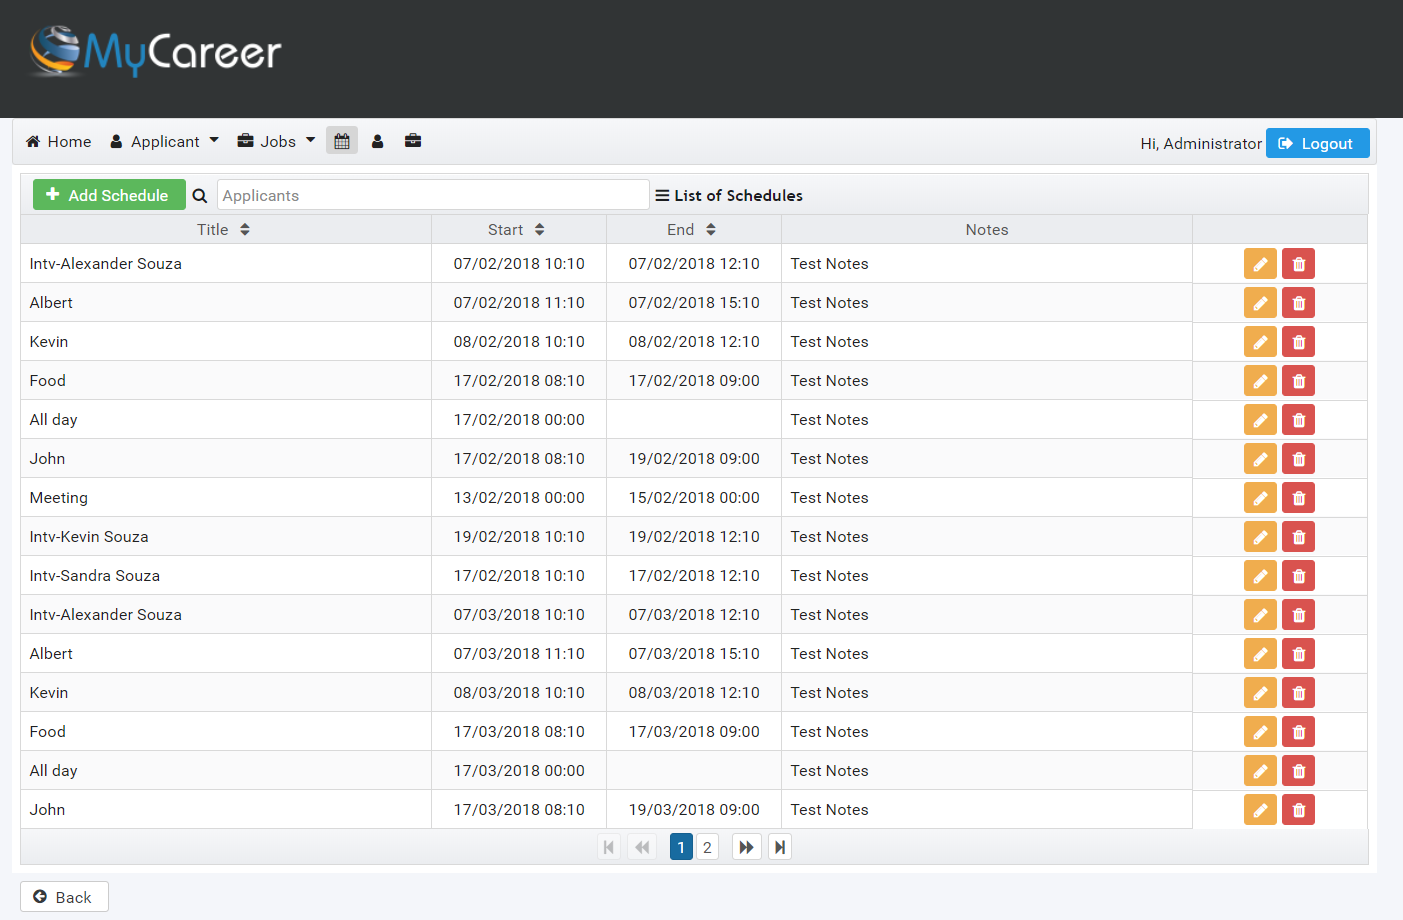 MyCareer
Home Applicant Jobs Hi, Administrator Logout
Add Schedule Applicants List of Schedules
Title Start End Notes
Intv-Alexander Souza 07/02/2018 10:10 07/02/2018 12:10 Test Notes
Albert 07/02/2018 11:10 07/02/2018 15:10 Test Notes
Kevin 08/02/2018 10:10 08/02/2018 12:10 Test Notes
Food 17/02/2018 08:10 17/02/2018 09:00 Test Notes
All day 17/02/2018 00:00 Test Notes
John 17/02/2018 08:10 19/02/2018 09:00 Test Notes
Meeting 13/02/2018 00:00 15/02/2018 00:00 Test Notes
Intv-Kevin Souza 19/02/2018 10:10 19/02/2018 12:10 Test Notes
Intv-Sandra Souza 17/02/2018 10:10 17/02/2018 12:10 Test Notes
Intv-Alexander Souza 07/03/2018 10:10 07/03/2018 12:10 Test Notes
Albert 07/03/2018 11:10 07/03/2018 15:10 Test Notes
Kevin 08/03/2018 10:10 08/03/2018 12:10 Test Notes
Food 17/03/2018 08:10 17/03/2018 09:00 Test Notes
All day 17/03/2018 00:00 Test Notes
John 17/03/2018 08:10 19/03/2018 09:00 Test Notes
1 2
Back